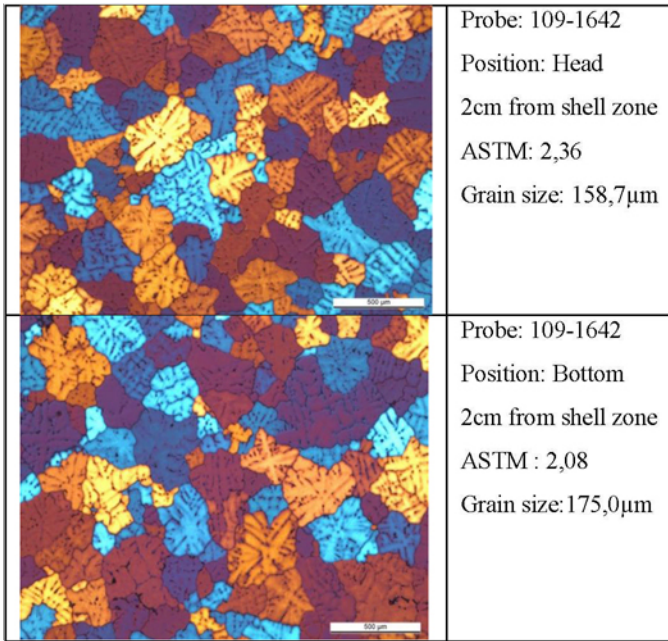 Probe: 109-1642
Position: Head
2cm from shell zone
ASTM: 2,36
Grain size: 158,7µm
500 µm
Probe: 109-1642
Position: Bottom
2cm from shell zone
ASTM : 2,08
Grain size:175,0µm
500 µm